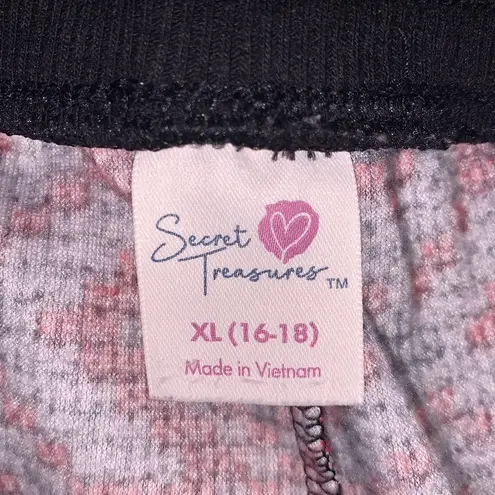 Secret
Treasures™
XL (16-18)
Made in Vietnam